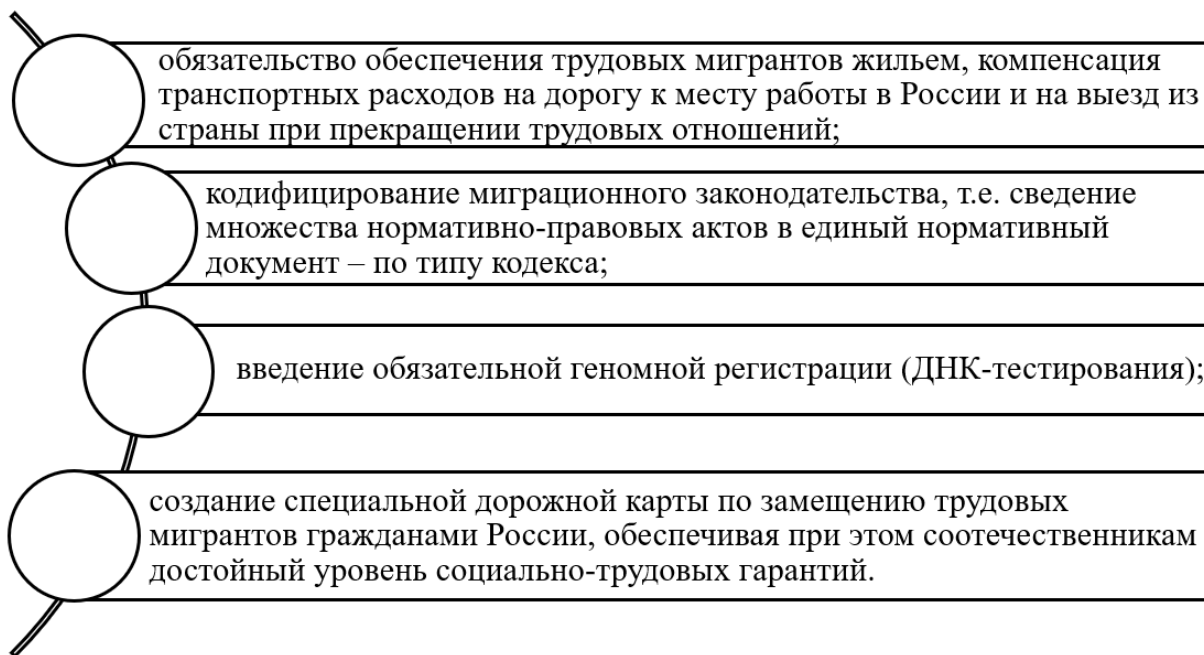 обязательство обеспечения трудовых мигрантов жильем, компенсация
транспортных расходов на дорогу к месту работы в России и на выезд из
страны при прекращении трудовых отношений;
кодифицирование миграционного законодательства, т.е. сведение
множества нормативно-правовых актов в единый нормативный
документ – по типу кодекса;
введение обязательной геномной регистрации (ДНК-тестирования);
создание специальной дорожной карты по замещению трудовых
мигрантов гражданами России, обеспечивая при этом соотечественникам
достойный уровень социально-трудовых гарантий.